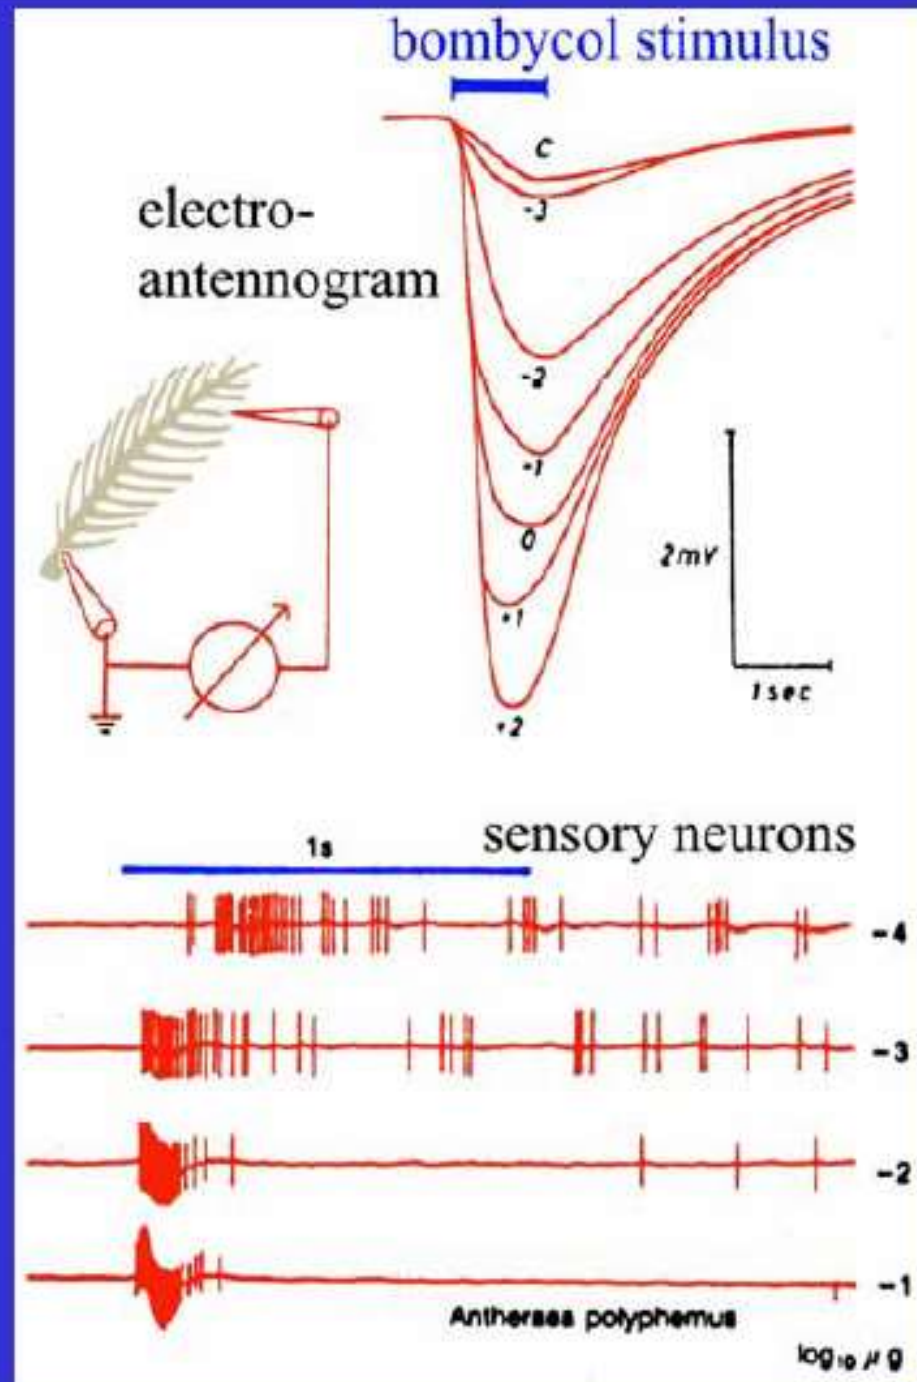 bombycol stimulus
electro-
antennogram
C
-3
-2
-1
0
+1
+2
2mV
1sec
sensory neurons
1s
-4
-3
-2
-1
Antheraea polyphemus
log₁₀ μg